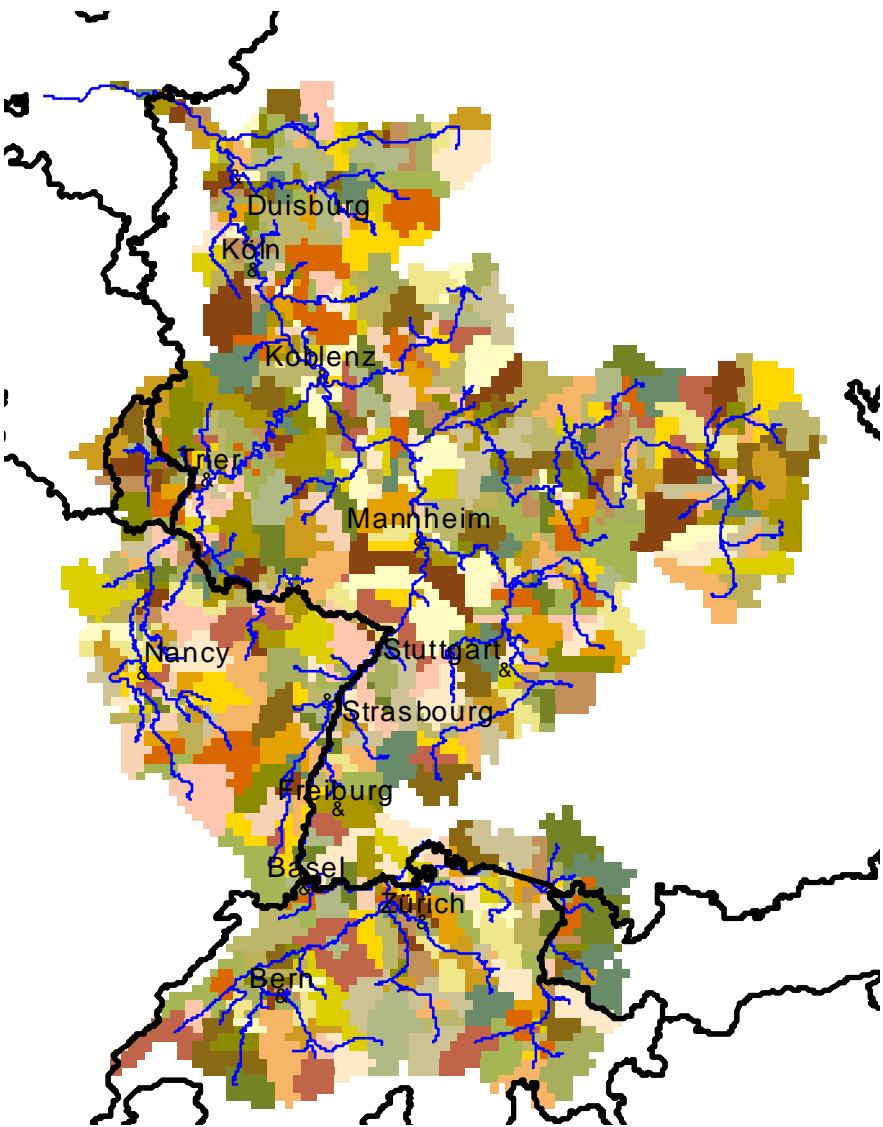 &
Duisburg
Köln
&
Koblenz
&
Trier
&
Mannheim
&
Nancy
&
Stuttgart
&
&
Strasbourg
Freiburg
&
Basel
&
Zürich
&
Bern
&